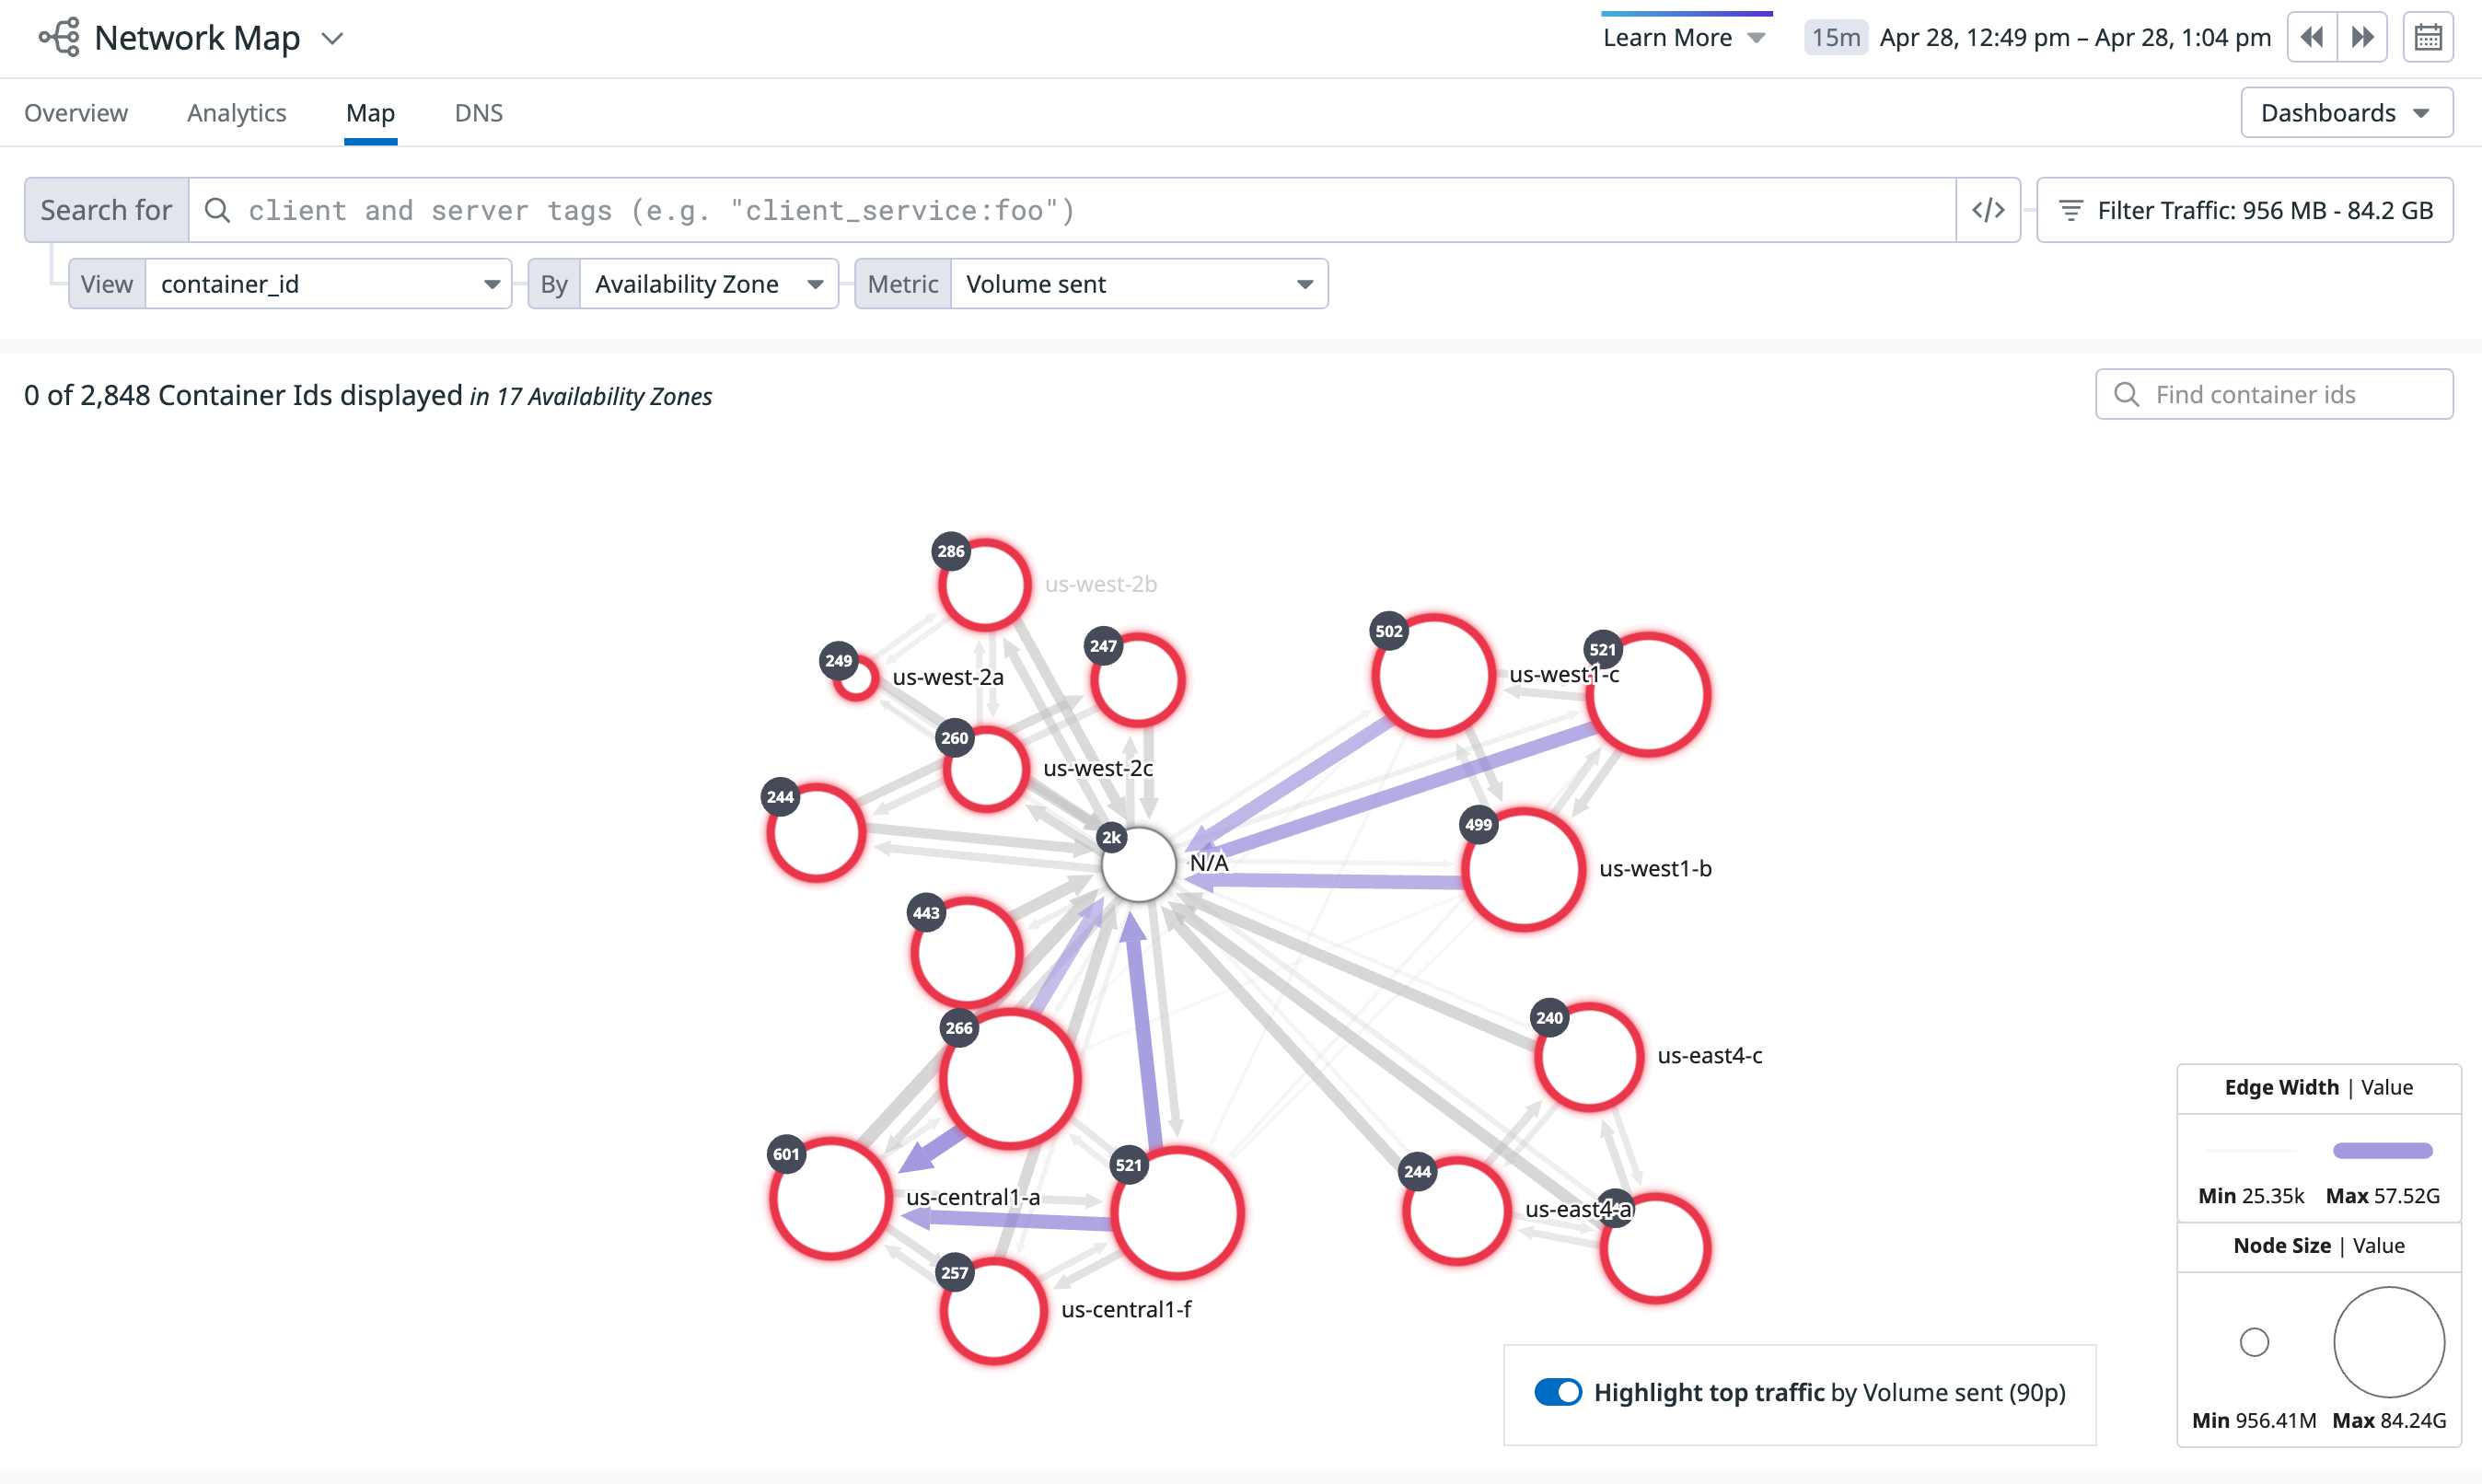 Network Map
Learn More
15m Apr 28, 12:49 pm – Apr 28, 1:04 pm
Overview Analytics Map DNS
Dashboards
Search for client and server tags (e.g. "client_service:foo") </>
Filter Traffic: 956 MB - 84.2 GB
View container_id By Availability Zone Metric Volume sent
0 of 2,848 Container Ids displayed in 17 Availability Zones
Find container ids
286
us-west-2b
502
247
521
249
us-west-2a
us-west1-c
260
us-west-2c
244
499
2k
N/A
us-west1-b
443
240
266
us-east4-c
601
521
244
us-central1-a
us-east4-a
257
us-central1-f
Edge Width | Value
Min 25.35k Max 57.52G
Node Size | Value
Min 956.41M Max 84.24G
Highlight top traffic by Volume sent (90p)